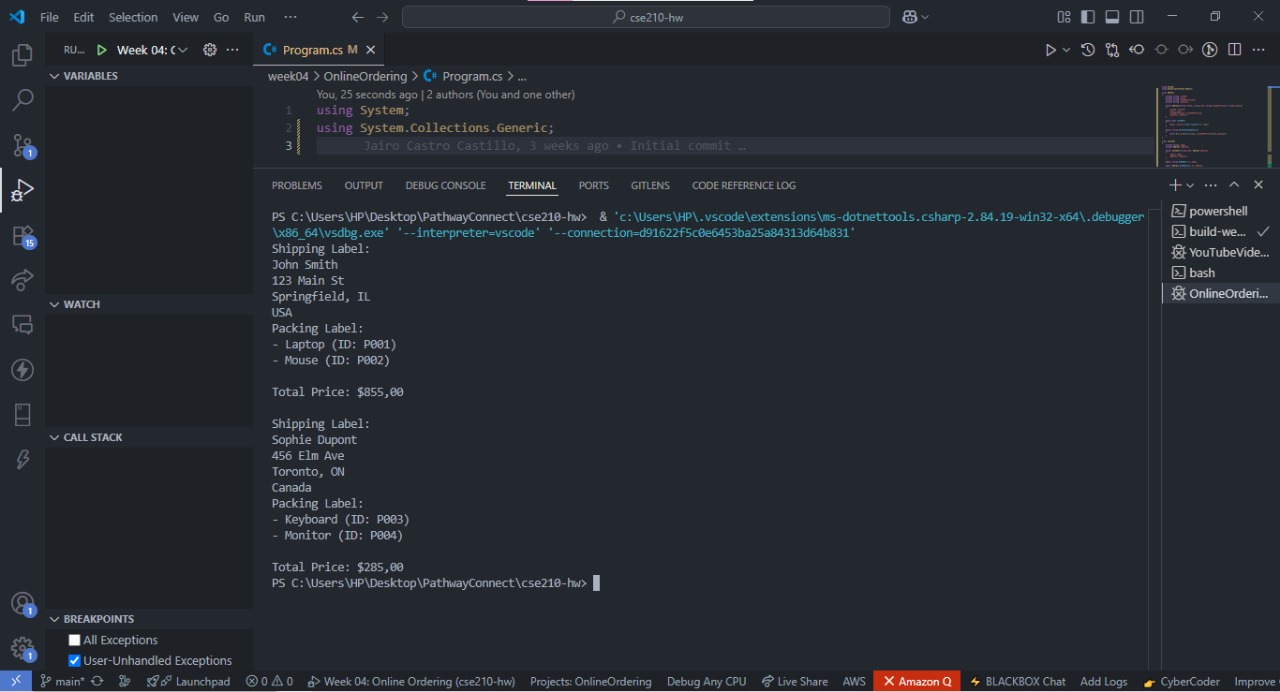 File Edit Selection View Go Run ··· cse210-hw
RU... Week 04: C ···
Program.cs M
VARIABLES
WATCH
CALL STACK
BREAKPOINTS
All Exceptions
User-Unhandled Exceptions
1
15
1
1
week04 > OnlineOrdering > Program.cs > ...
You, 25 seconds ago | 2 authors (You and one other)
1 using System;
2 using System.Collections.Generic;
3 Jairo Castro Castillo, 3 weeks ago • Initial commit …
PROBLEMS OUTPUT DEBUG CONSOLE TERMINAL PORTS GITLENS CODE REFERENCE LOG
PS C:\Users\HP\Desktop\PathwayConnect\cse210-hw> & 'c:\Users\HP\.vscode\extensions\ms-dotnettools.csharp-2.84.19-win32-x64\.debugger
\x86_64\vsdbg.exe' '--interpreter=vscode' '--connection=d91622f5c0e6453ba25a84313d64b831'
Shipping Label:
John Smith
123 Main St
Springfield, IL
USA
Packing Label:
- Laptop (ID: P001)
- Mouse (ID: P002)
Total Price: $855,00
Shipping Label:
Sophie Dupont
456 Elm Ave
Toronto, ON
Canada
Packing Label:
- Keyboard (ID: P003)
- Monitor (ID: P004)
Total Price: $285,00
PS C:\Users\HP\Desktop\PathwayConnect\cse210-hw>
powershell
build-we...
YouTubeVide...
bash
OnlineOrderi...
main* Launchpad 0 0 Week 04: Online Ordering (cse210-hw) Projects: OnlineOrdering Debug Any CPU Live Share AWS Amazon Q BLACKBOX Chat Add Logs CyberCoder Improve